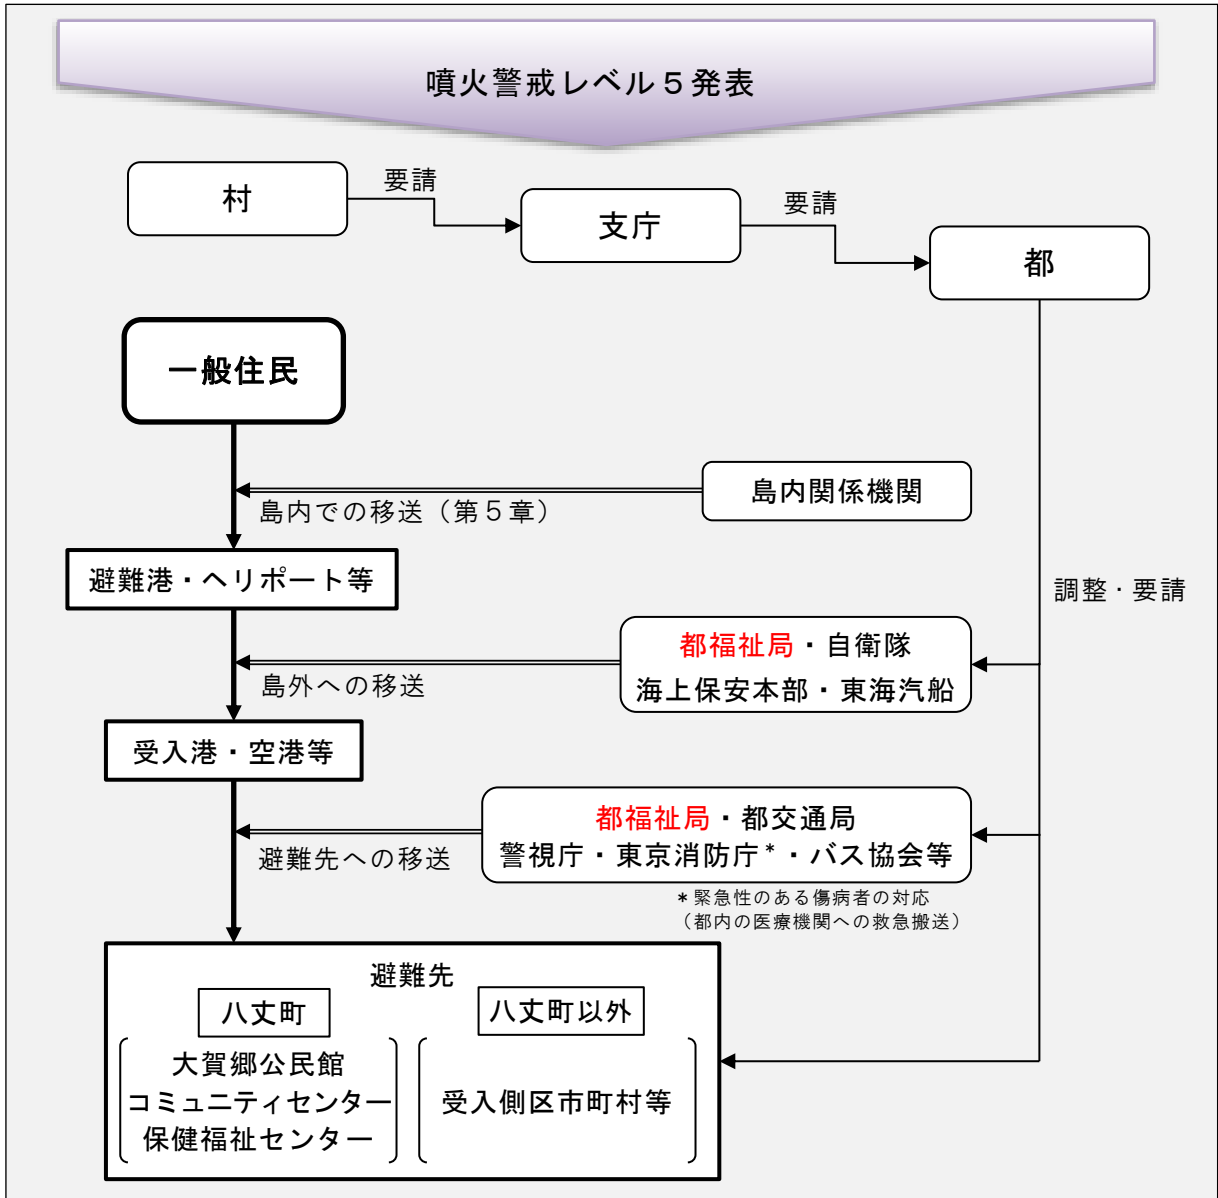 噴火警戒レベル５発表
村
要請
支庁
要請
都
一般住民
島内関係機関
島内での移送（第５章）
避難港・ヘリポート等
調整・要請
都福祉局・自衛隊
海上保安本部・東海汽船
島外への移送
受入港・空港等
都福祉局・都交通局
警視庁・東京消防庁*・バス協会等
避難先への移送
*緊急性のある傷病者の対応
（都内の医療機関への救急搬送）
避難先
八丈町
大賀郷公民館
コミュニティセンター
保健福祉センター
八丈町以外
受入側区市町村等